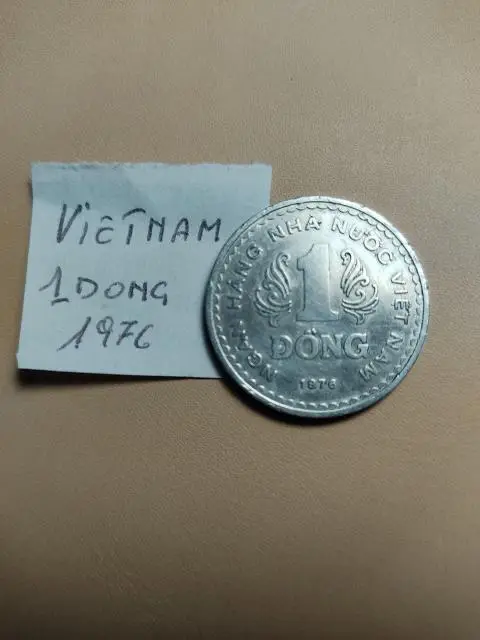 VIETNAM
1 DONG
1976
NGÂN HÀNG NHÀ NƯỚC VIỆT NAM
1
ĐỒNG
1976